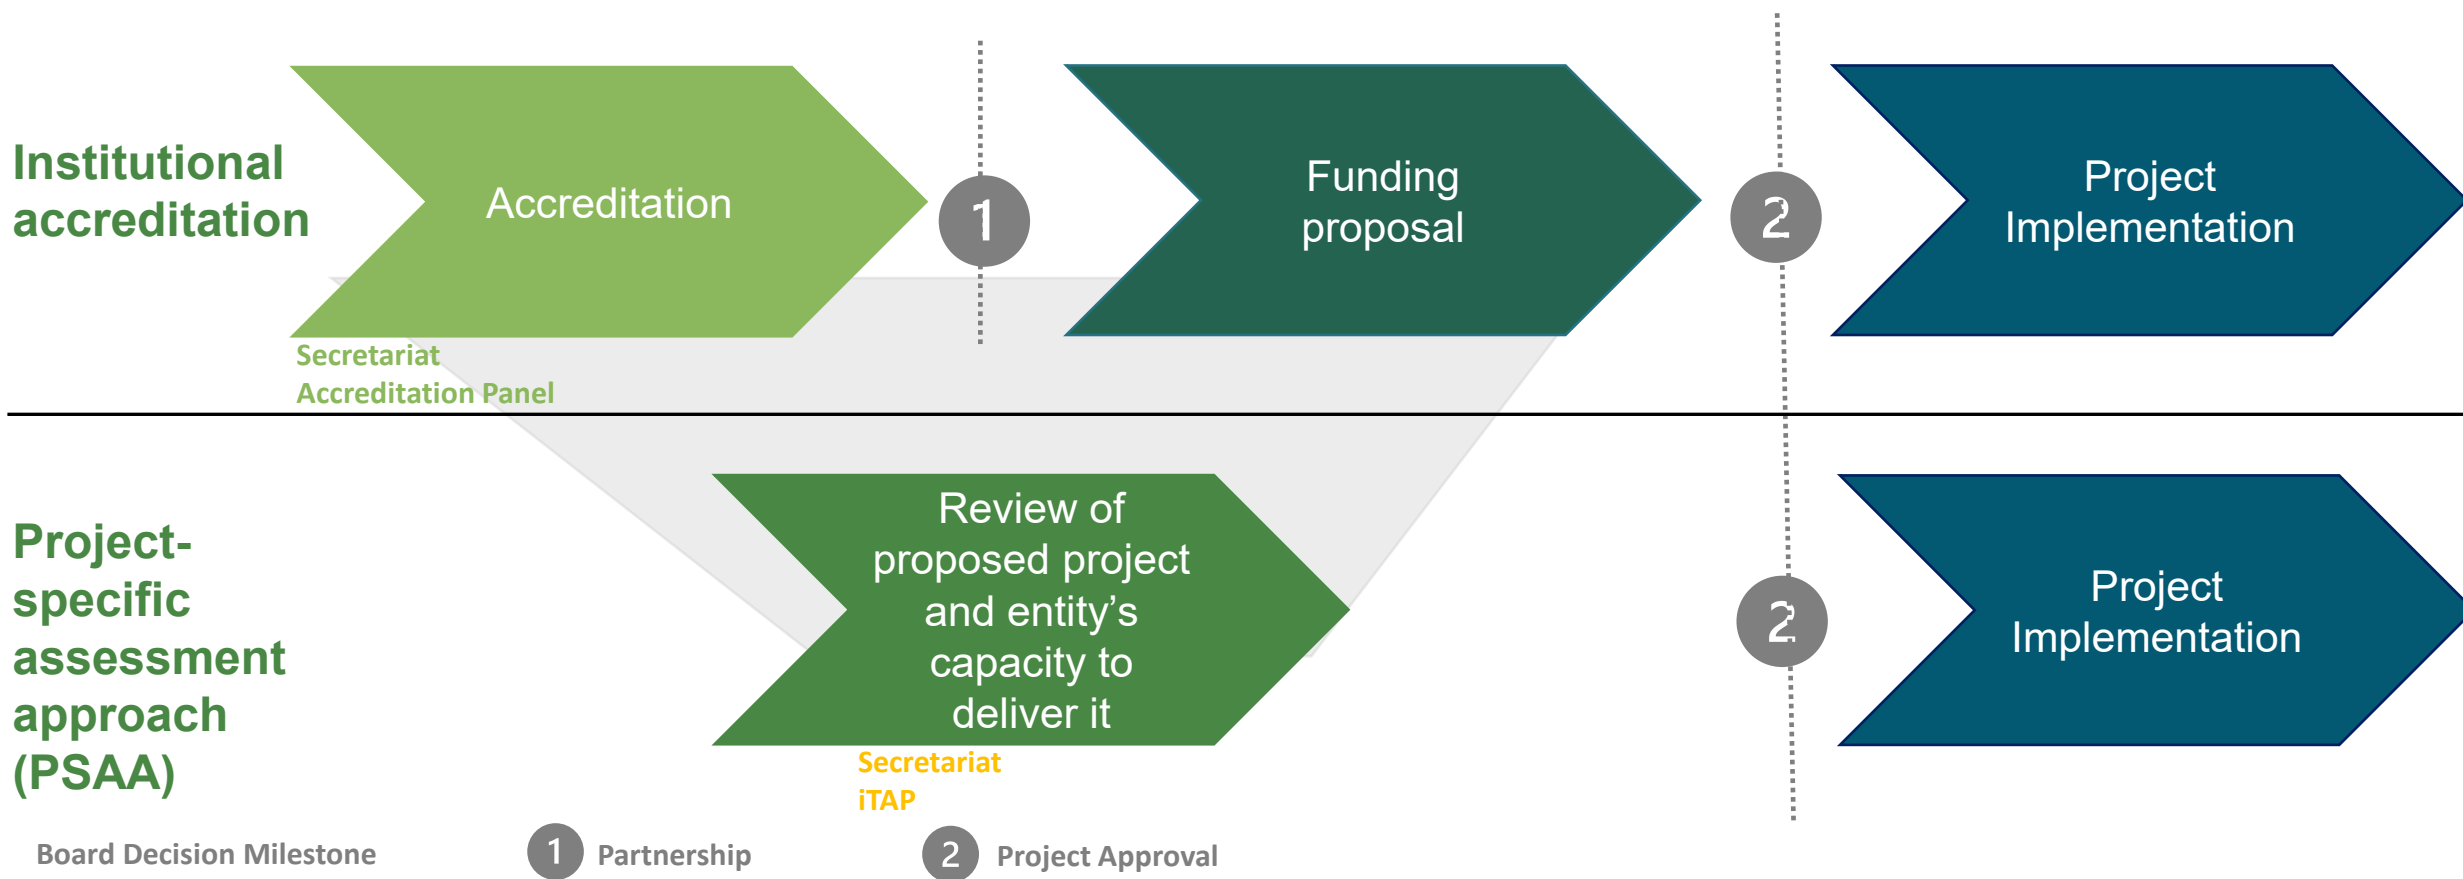 Institutional
accreditation
Accreditation
Secretariat
Accreditation Panel
1
Funding
proposal
2
Project
Implementation
Project-
specific
assessment
approach
(PSAA)
Review of
proposed project
and entity’s
capacity to
deliver it
Secretariat
iTAP
2
Project
Implementation
Board Decision Milestone
1 Partnership
2 Project Approval